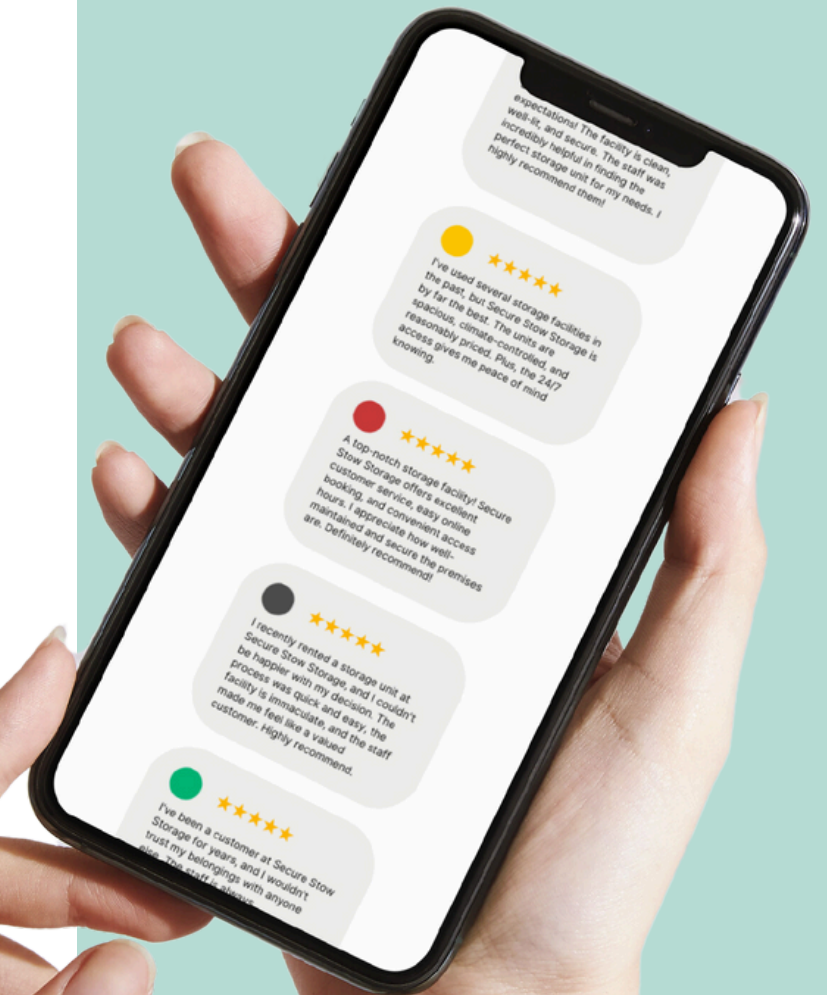 expectations! The facility is clean,
well-lit, and secure. The staff was
incredibly helpful in finding the
perfect storage unit for my needs. I
highly recommend them!
I've used several storage facilities in
the past, but Secure Stow Storage is
by far the best. The units are
spacious, climate-controlled, and
reasonably priced. Plus, the 24/7
access gives me peace of mind
knowing.
A top-notch storage facility! Secure
Stow Storage offers excellent
customer service, easy online
booking, and convenient access
hours. I appreciate how well-
maintained and secure the premises
are. Definitely recommend!
I recently rented a storage unit at
Secure Stow Storage, and I couldn't
be happier with my decision. The
process was quick and easy, the
facility is immaculate, and the staff
made me feel like a valued
customer. Highly recommend.
I've been a customer at Secure Stow
Storage for years, and I wouldn't
trust my belongings with anyone
else. The staff is always